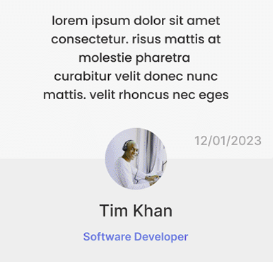 lorem ipsum dolor sit amet
consectetur. risus mattis at
molestie pharetra
curabitur velit donec nunc
mattis. velit rhoncus nec eges
12/01/2023
Tim Khan
Software Developer